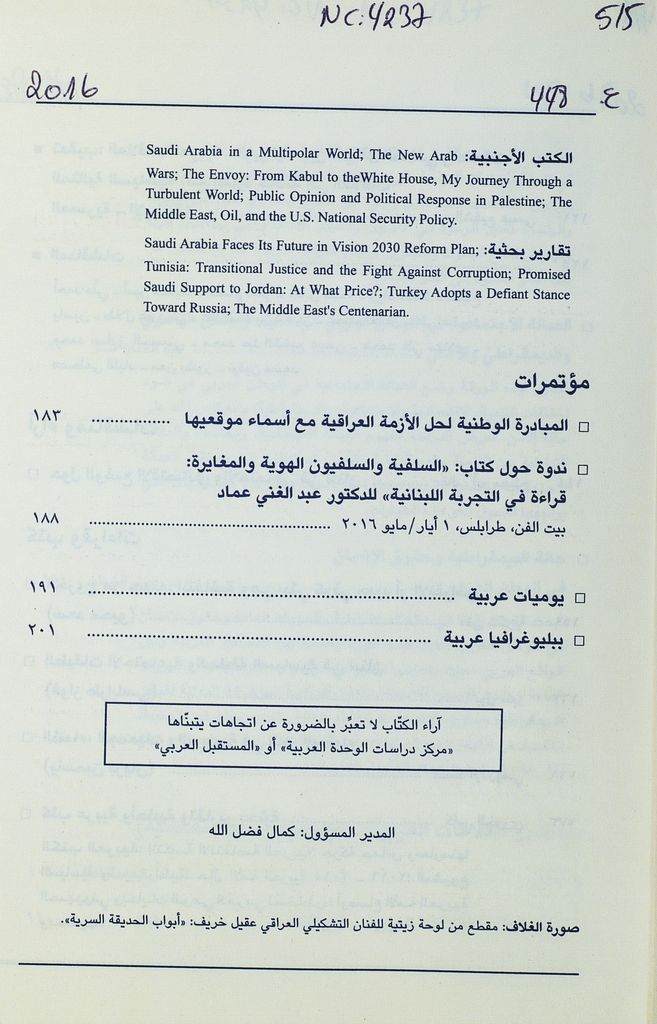 NC: 4237
5/5
2016
ع. 448
الكتب الأجنبية: Saudi Arabia in a Multipolar World; The New Arab
Wars; The Envoy: From Kabul to theWhite House, My Journey Through a
Turbulent World; Public Opinion and Political Response in Palestine; The
Middle East, Oil, and the U.S. National Security Policy.
تقارير بحثية: Saudi Arabia Faces Its Future in Vision 2030 Reform Plan;
Tunisia: Transitional Justice and the Fight Against Corruption; Promised
Saudi Support to Jordan: At What Price?; Turkey Adopts a Defiant Stance
Toward Russia; The Middle East's Centenarian.
مؤتمرات
□ المبادرة الوطنية لحل الأزمة العراقية مع أسماء موقعيها ................ ١٨٣
□ ندوة حول كتاب: «السلفية والسلفيون الهوية والمغايرة:
قراءة في التجربة اللبنانية» للدكتور عبد الغني عماد
بيت الفن، طرابلس، ١ أيار/مايو ٢٠١٦ ................................ ١٨٨
□ يوميات عربية ................................ ١٩١
□ ببليوغرافيا عربية ................................ ٢٠١
آراء الكتّاب لا تعبِّر بالضرورة عن اتجاهات يتبنّاها
«مركز دراسات الوحدة العربية» أو «المستقبل العربي»
المدير المسؤول: كمال فضل الله
صورة الغلاف: مقطع من لوحة زيتية للفنان التشكيلي العراقي عقيل خريف: «أبواب الحديقة السرية».